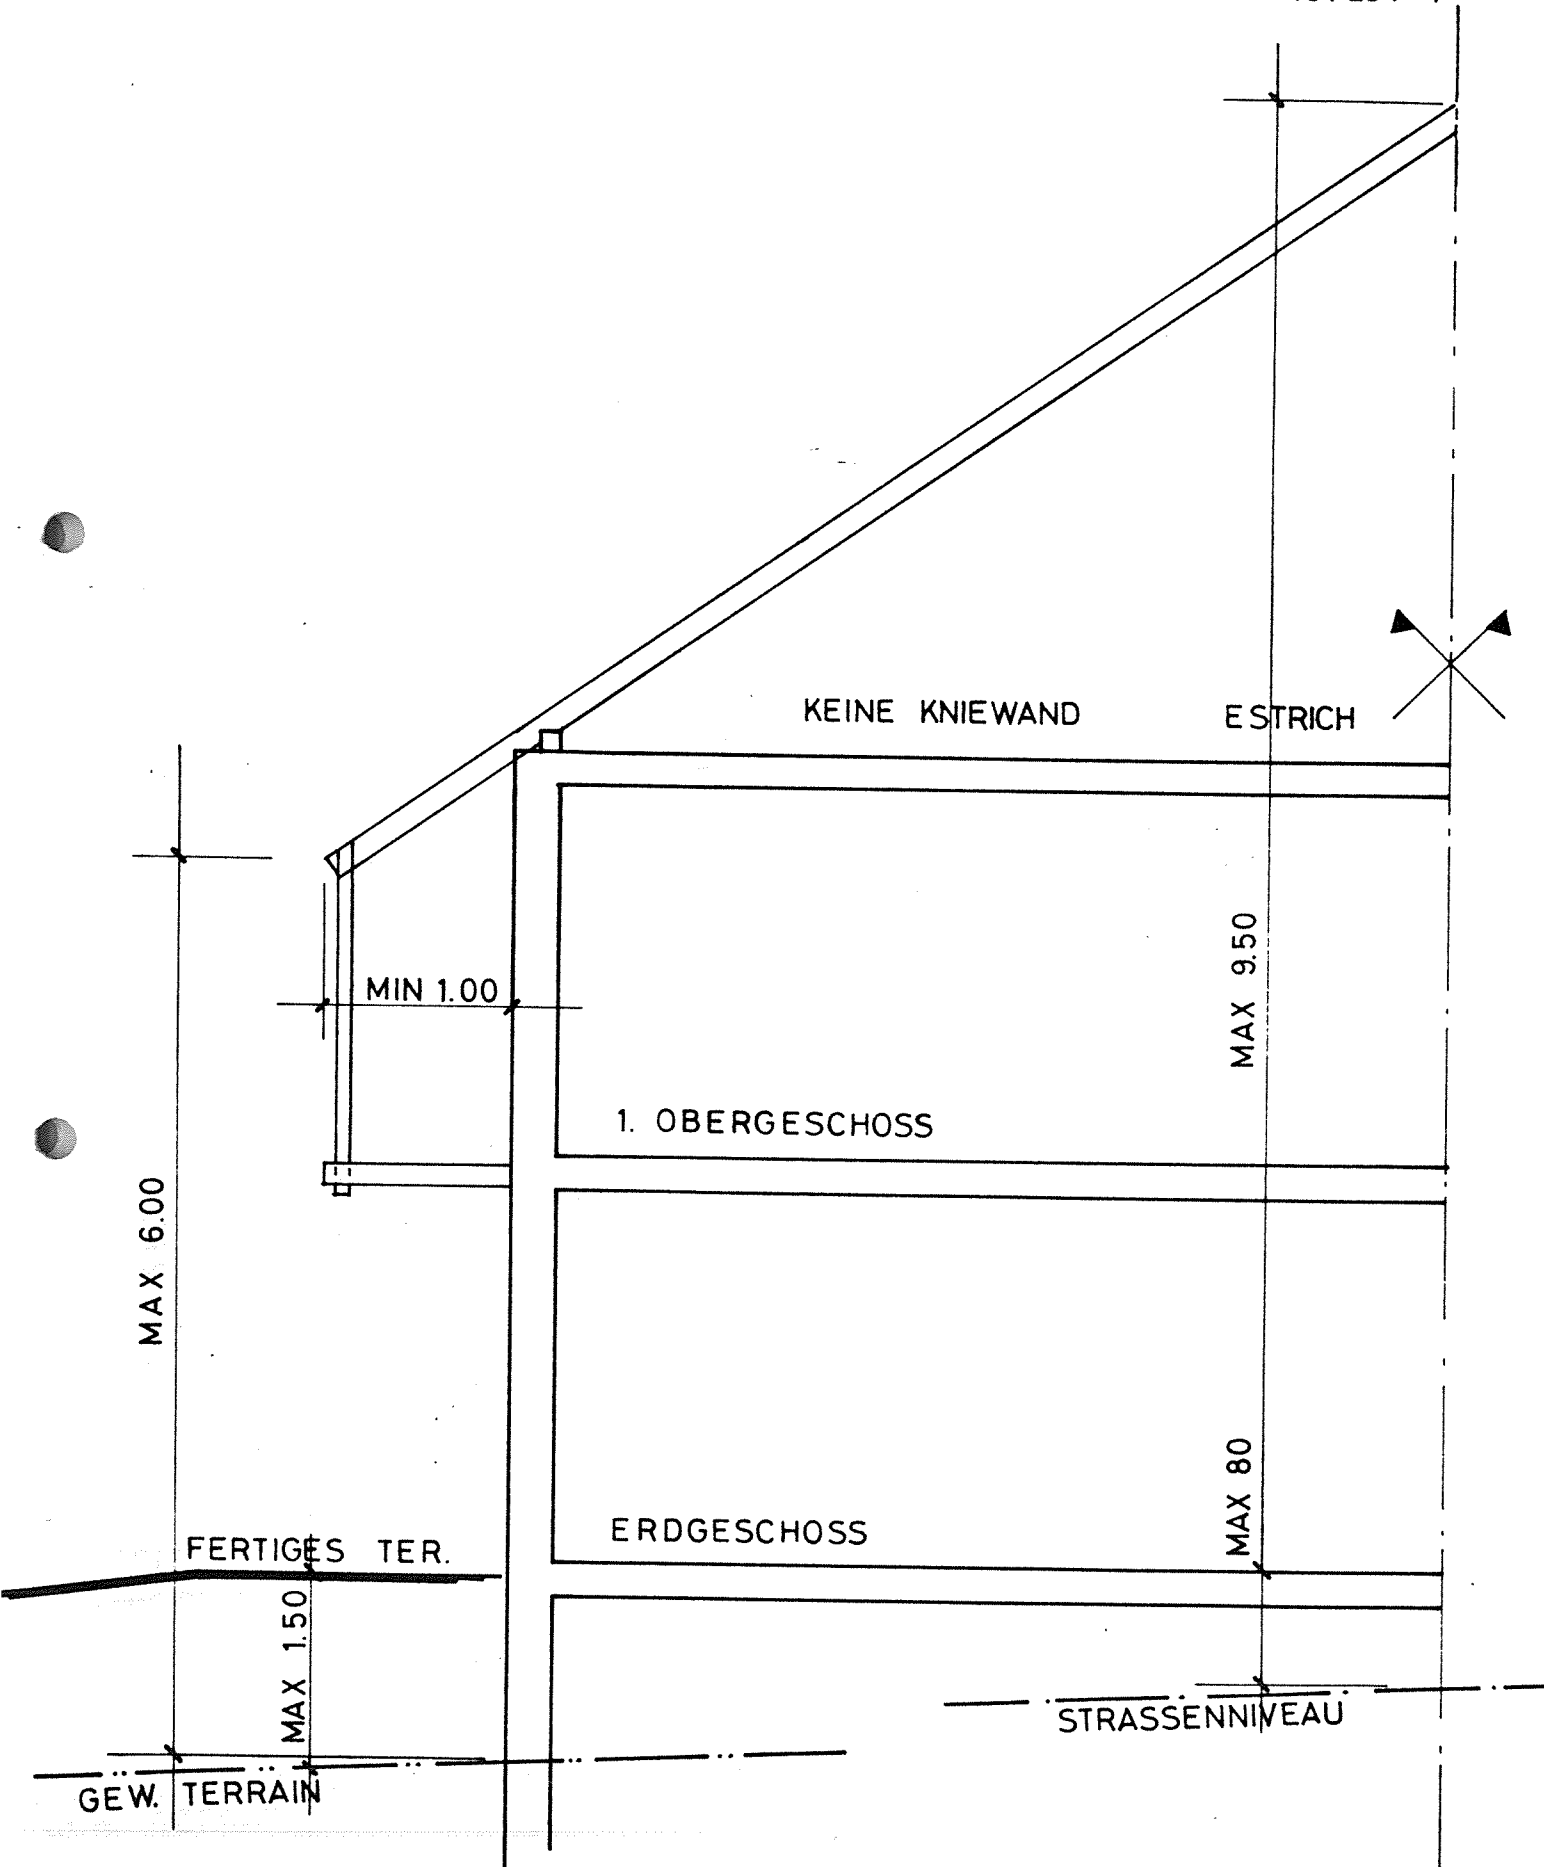 KEINE KNIEWAND
ESTRICH
MAX 9.50
MIN 1.00
1. OBERGESCHOSS
MAX 6.00
MAX 80
ERDGESCHOSS
FERTIGES TER.
MAX 1.50
STRASSENNIVEAU
GEW. TERRAIN